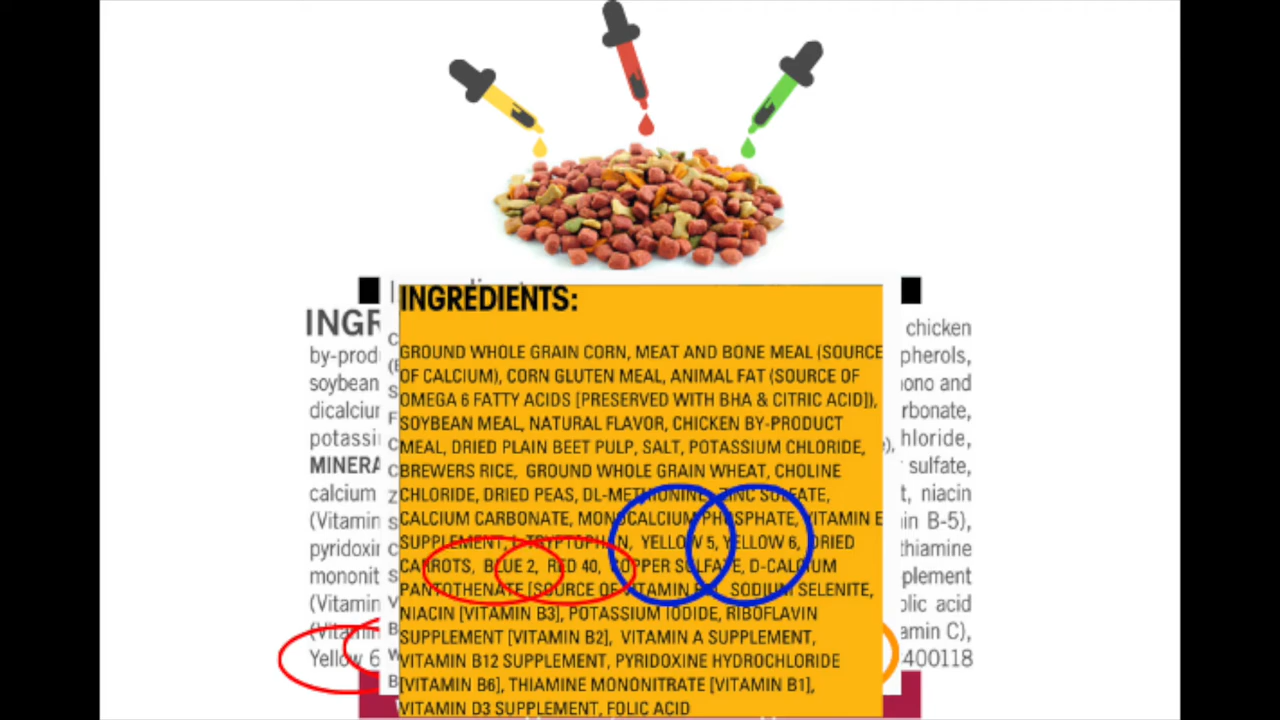 INGREDIENTS:
GROUND WHOLE GRAIN CORN, MEAT AND BONE MEAL (SOURCE
OF CALCIUM), CORN GLUTEN MEAL, ANIMAL FAT (SOURCE OF
OMEGA 6 FATTY ACIDS [PRESERVED WITH BHA & CITRIC ACID]),
SOYBEAN MEAL, NATURAL FLAVOR, CHICKEN BY-PRODUCT
MEAL, DRIED PLAIN BEET PULP, SALT, POTASSIUM CHLORIDE,
BREWERS RICE, GROUND WHOLE GRAIN WHEAT, CHOLINE
CHLORIDE, DRIED PEAS, DL-METHIONINE, ZINC SULFATE,
CALCIUM CARBONATE, MONOCALCIUM PHOSPHATE, VITAMIN E
SUPPLEMENT, L-TRYPTOPHAN, YELLOW 5, YELLOW 6, DRIED
CARROTS, BLUE 2, RED 40, COPPER SULFATE, D-CALCIUM
PANTOTHENATE [SOURCE OF VITAMIN SODIUM SELENITE,
NIACIN [VITAMIN B3], POTASSIUM IODIDE, RIBOFLAVIN
SUPPLEMENT [VITAMIN B2], VITAMIN A SUPPLEMENT,
VITAMIN B12 SUPPLEMENT, PYRIDOXINE HYDROCHLORIDE
[VITAMIN B6], THIAMINE MONONITRATE [VITAMIN B1],
VITAMIN D3 SUPPLEMENT, FOLIC ACID
INGR
by-prod
soybean
dicalciur
potassi
MINERA
calcium
(Vitamin
pyridoxir
mononit
(Vitamin
(Vitamin
Yellow 6
chicken
pherols,
ono and
rbonate,
hloride,
sulfate,
t, niacin
in B-5),
thiamine
plement
olic acid
amin C),
400118